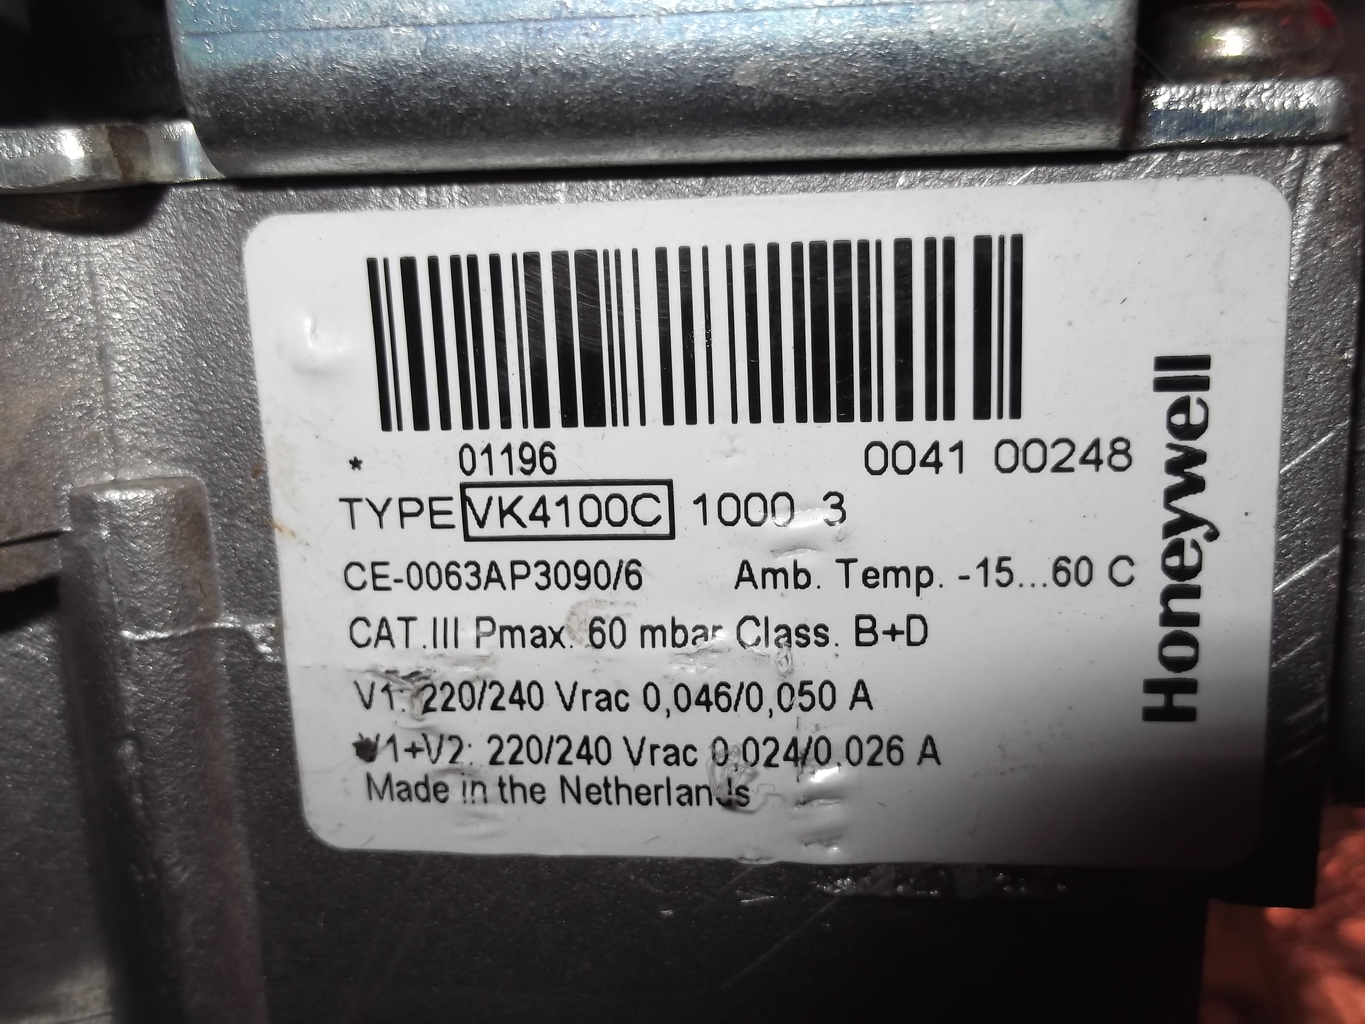 * 01196 0041 00248
TYPE VK4100C 1000 3
CE-0063AP3090/6 Amb. Temp. -15...60 C
CAT.III Pmax. 60 mbar Class. B+D
V1: 220/240 Vrac 0,046/0,050 A
V1+V2: 220/240 Vrac 0,024/0,026 A
Made in the Netherlands
Honeywell